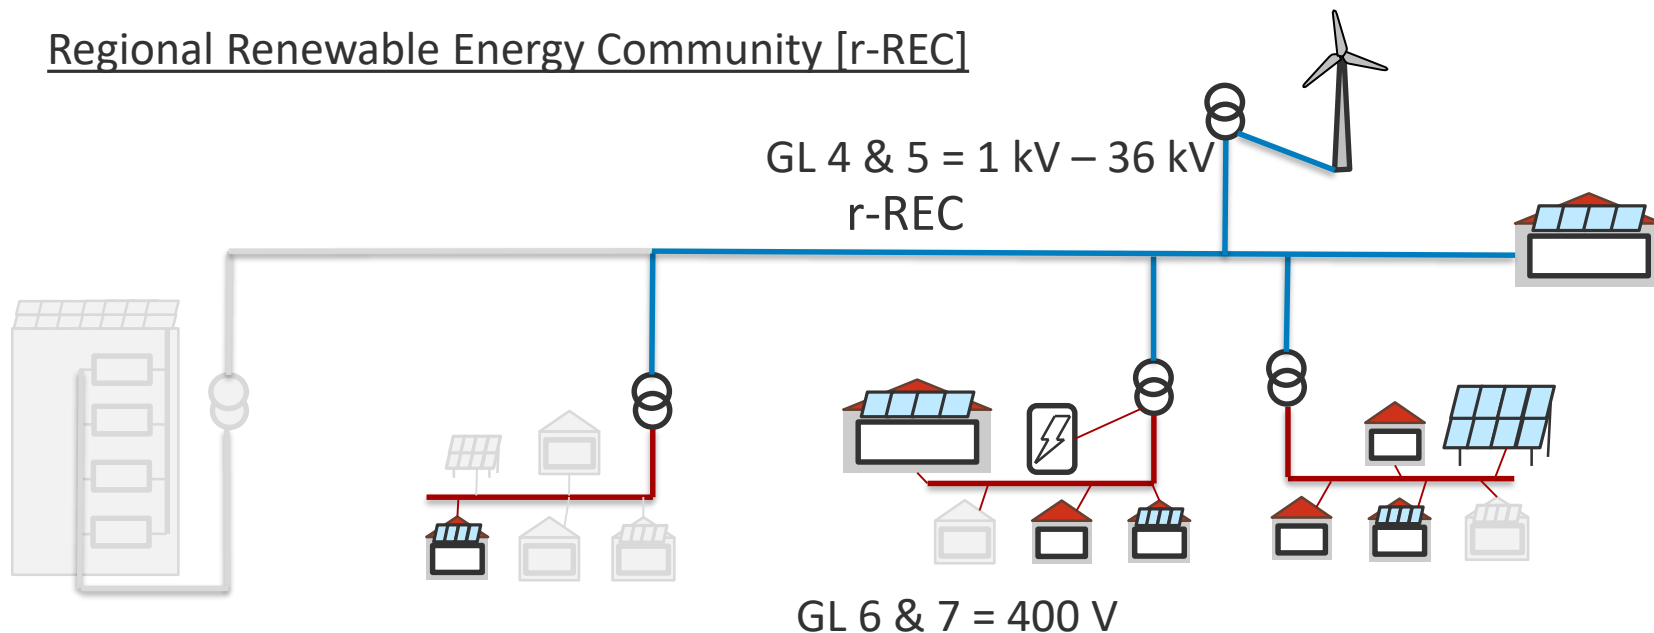 Regional Renewable Energy Community [r-REC]
GL 4 & 5 = 1 kV – 36 kV
r-REC
GL 6 & 7 = 400 V